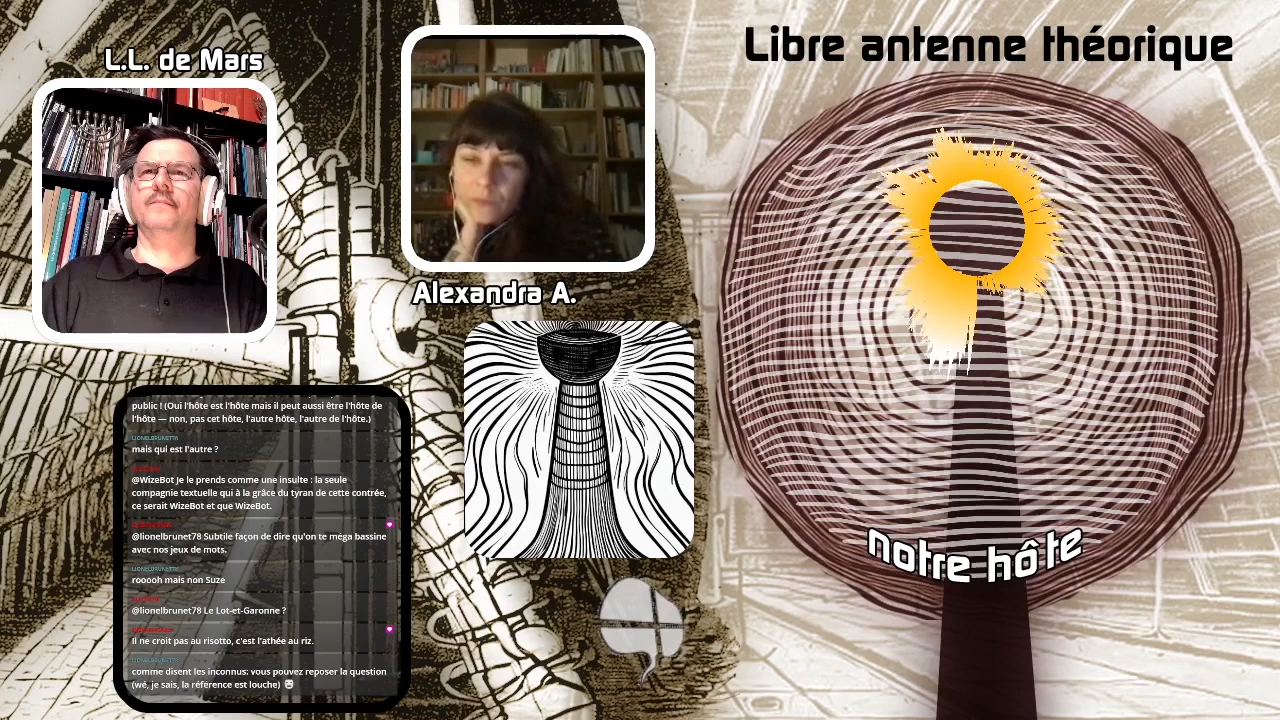 Libre antenne théorique
L.L. de Mars
Alexandra A.
public ! (Oui l'hôte est l'hôte mais il peut aussi être l'hôte de
l'hôte — non, pas cet hôte, l'autre hôte, l'autre de l'hôte.)
LIONELBRUNET78
mais qui est l'autre ?
@WizeBot je le prends comme une insulte : la seule
compagnie textuelle qui à la grâce du tyran de cette contrée,
ce serait WizeBot et que WizeBot.
@lionelbrunet78 Subtile façon de dire qu'on te méga bassine
avec nos jeux de mots.
LIONELBRUNET78
rooooh mais non Suze
@lionelbrunet78 Le Lot-et-Garonne ?
Il ne croit pas au risotto, c'est l'athée au riz.
LIONELBRUNET78
comme disent les inconnus: vous pouvez reposer la question
(wé, je sais, la référence est louche)
notre hôte